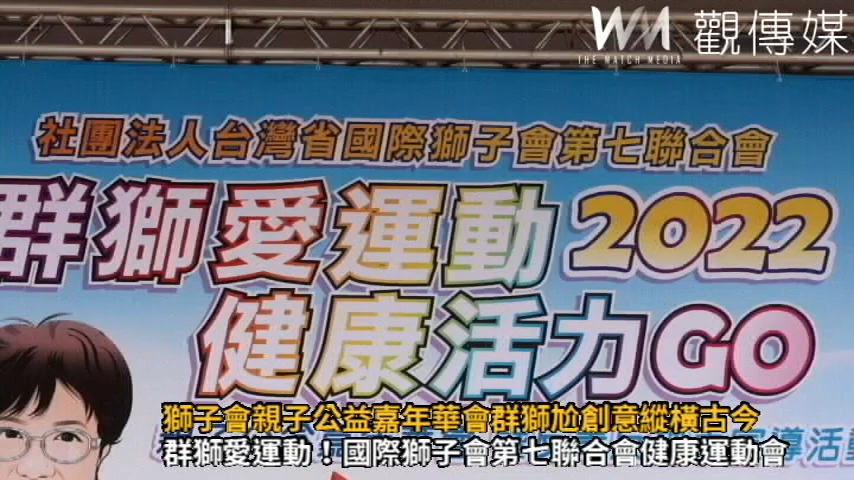 WM 觀傳媒
THE WATCH MEDIA
社團法人台灣省國際獅子會第七聯合會
群獅愛運動2022
健康活力GO
獅子會親子公益嘉年華會群獅尬創意縱橫古今
導活動
群獅愛運動！國際獅子會第七聯合會健康運動會